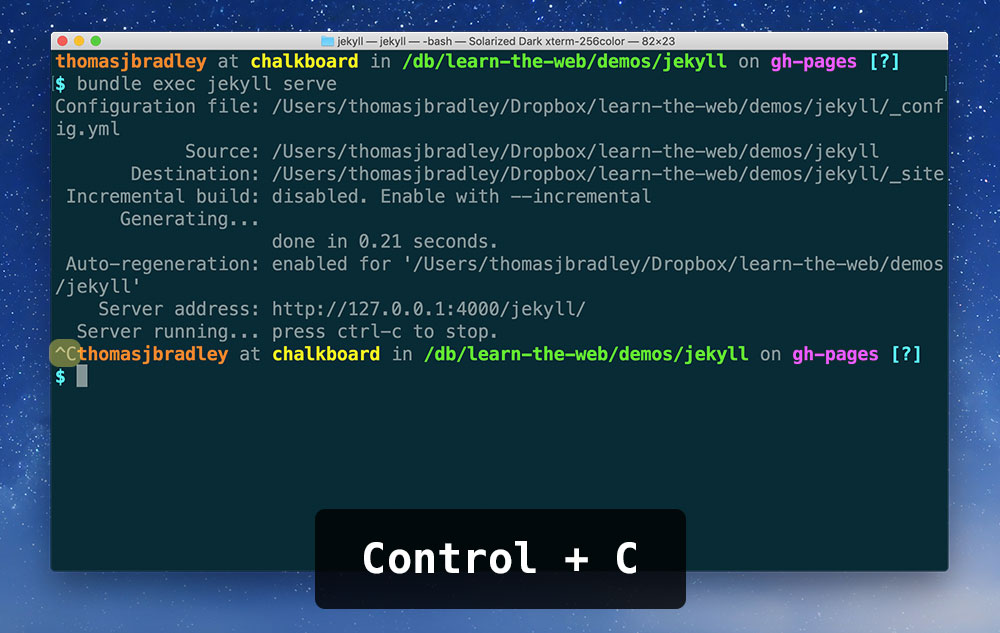 jekyll — jekyll — -bash — Solarized Dark xterm-256color — 82×23
thomasjbradley at chalkboard in /db/learn-the-web/demos/jekyll on gh-pages [?]
$ bundle exec jekyll serve
Configuration file: /Users/thomasjbradley/Dropbox/learn-the-web/demos/jekyll/_conf
ig.yml
Source: /Users/thomasjbradley/Dropbox/learn-the-web/demos/jekyll
Destination: /Users/thomasjbradley/Dropbox/learn-the-web/demos/jekyll/_site
Incremental build: disabled. Enable with --incremental
Generating...
done in 0.21 seconds.
Auto-regeneration: enabled for '/Users/thomasjbradley/Dropbox/learn-the-web/demos
/jekyll'
Server address: http://127.0.0.1:4000/jekyll/
Server running... press ctrl-c to stop.
^Cthomasjbradley at chalkboard in /db/learn-the-web/demos/jekyll on gh-pages [?]
$
Control + C